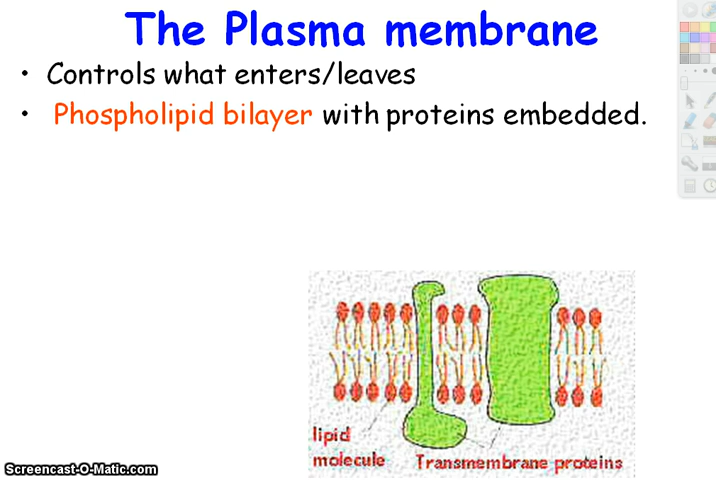 The Plasma membrane
• Controls what enters/leaves
• Phospholipid bilayer with proteins embedded.
lipid
molecule
Transmembrane proteins
Screencast-O-Matic.com